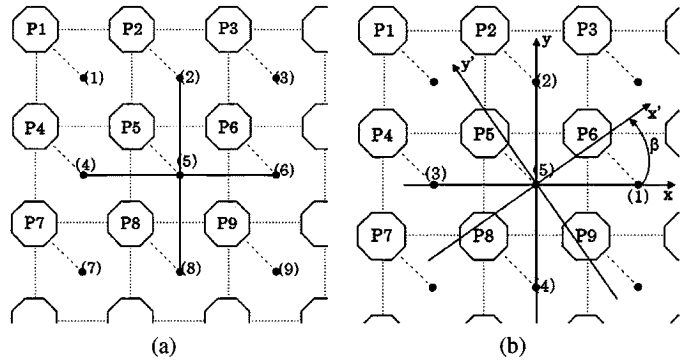 P1 P2 P3
(1) (2) (3)
P4 P5 P6
(4) (5) (6)
P7 P8 P9
(7) (8) (9)
(a)
P1 P2 P3
y
y'
(2)
x'
P4 P5 P6
β
(3) (5) (1)
x
P7 P8 P9
(4)
(b)